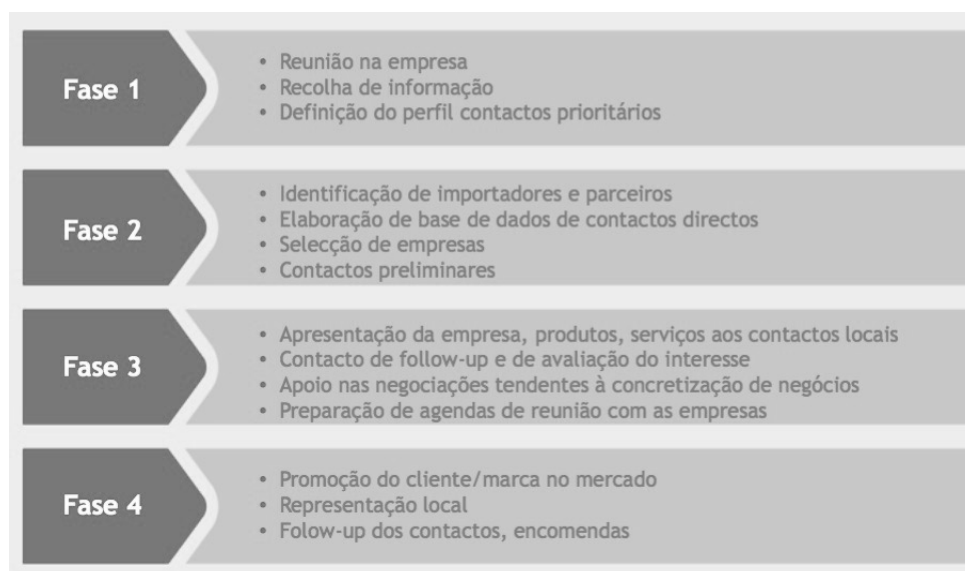 Fase 1
• Reunião na empresa
• Recolha de informação
• Definição do perfil contactos prioritários
Fase 2
• Identificação de importadores e parceiros
• Elaboração de base de dados de contactos directos
• Selecção de empresas
• Contactos preliminares
Fase 3
• Apresentação da empresa, produtos, serviços aos contactos locais
• Contacto de follow-up e de avaliação do interesse
• Apoio nas negociações tendentes à concretização de negócios
• Preparação de agendas de reunião com as empresas
Fase 4
• Promoção do cliente/marca no mercado
• Representação local
• Folow-up dos contactos, encomendas